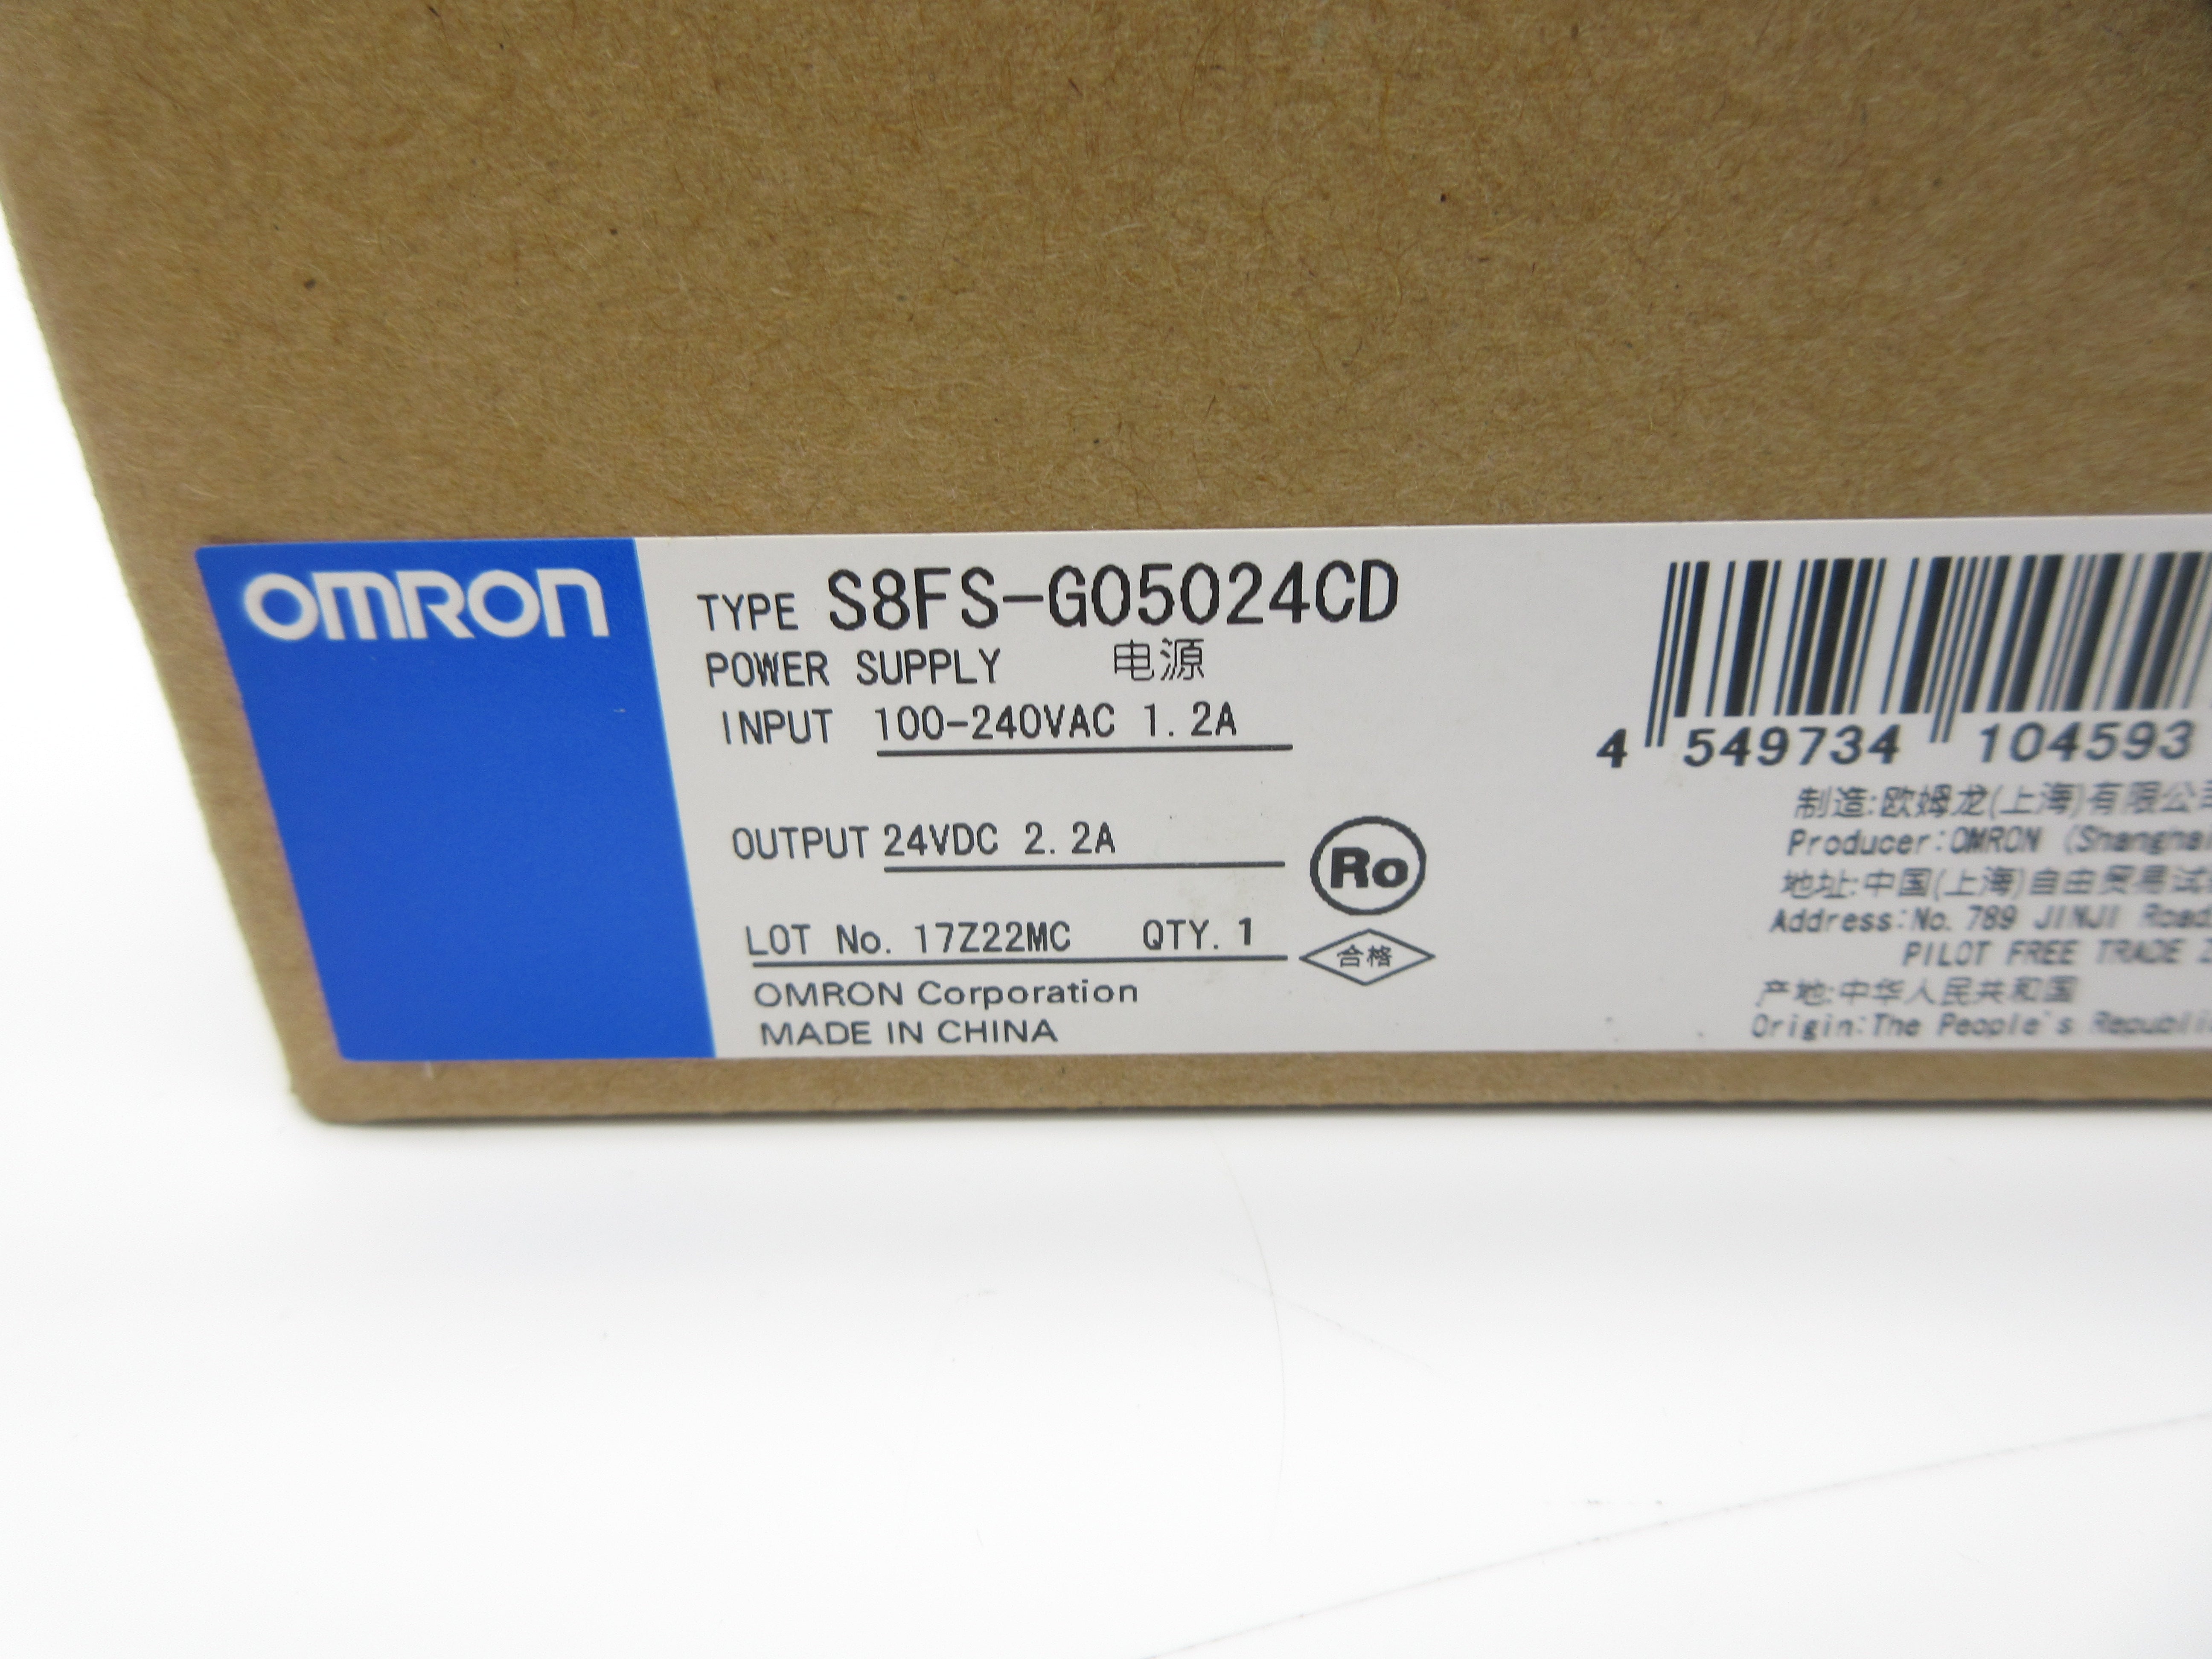 OMRON
TYPE S8FS-G05024CD
POWER SUPPLY 电源
INPUT 100-240VAC 1.2A
OUTPUT 24VDC 2.2A
Ro
LOT No. 17Z22MC QTY. 1
合格
OMRON Corporation
MADE IN CHINA
4 549734 104593
制造:欧姆龙(上海)有限公
Producer:OMRON (Shanghai
地址:中国(上海)自由贸易试
Address:No. 789 JINJI Road
PILOT FREE TRADE
产地:中华人民共和国
Origin:The People's